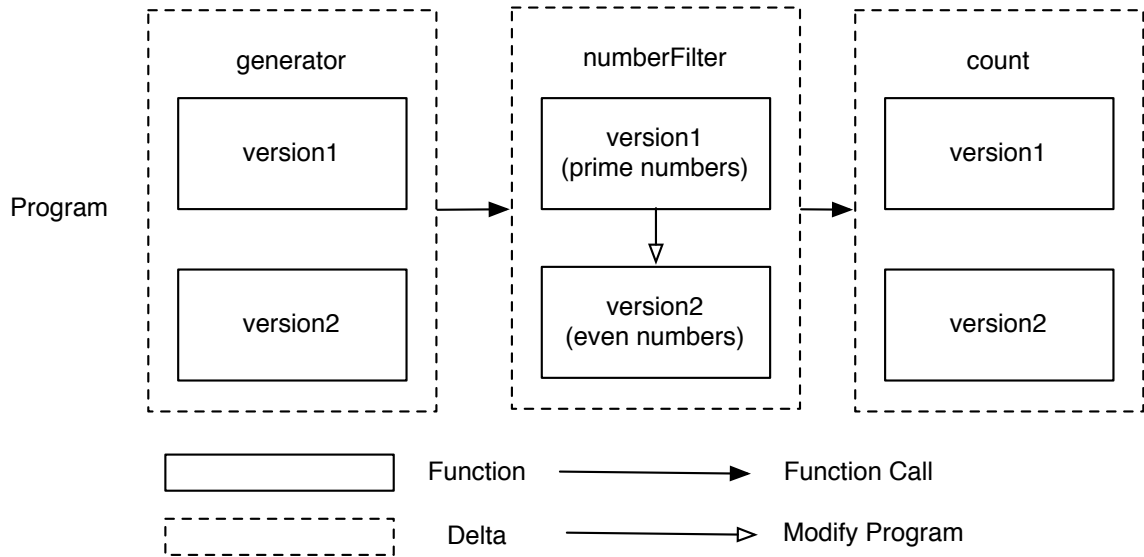 generator
numberFilter
count
version1
version1
(prime numbers)
version1
Program
version2
version2
(even numbers)
version2
Function
Function Call
Delta
Modify Program